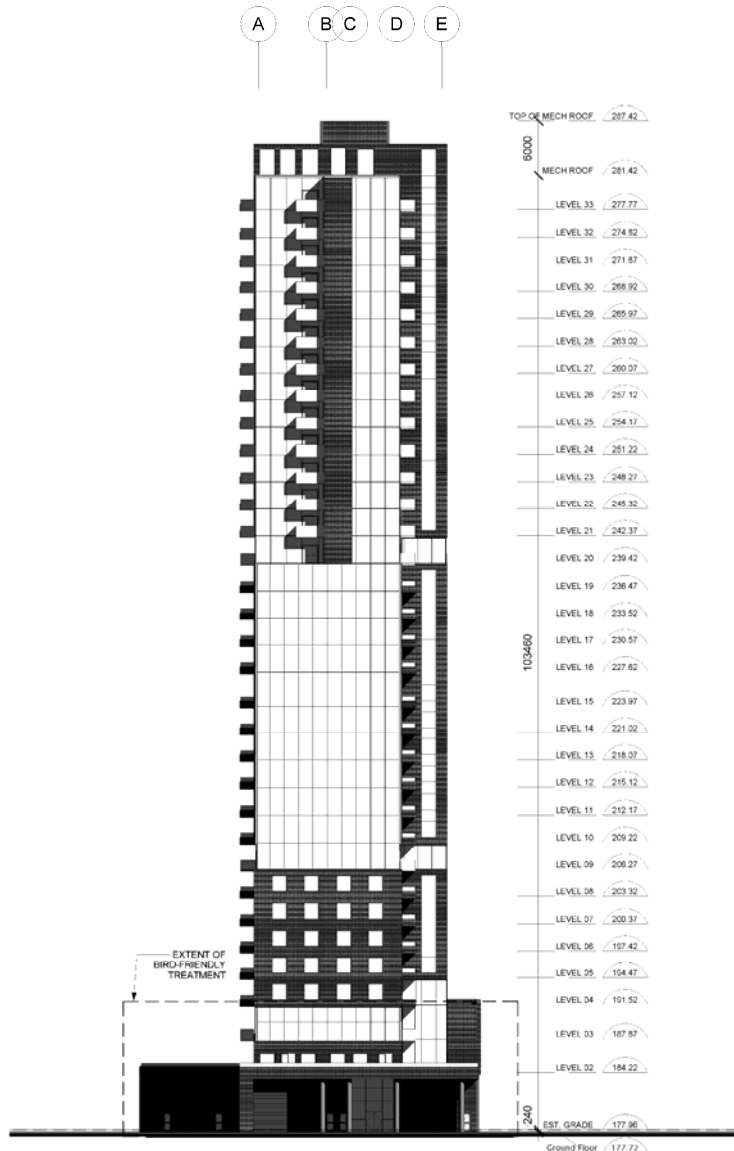 A B C D E
TOP OF MECH ROOF 287.42
6000
MECH ROOF 281.42
LEVEL 33 277.77
LEVEL 32 274.82
LEVEL 31 271.87
LEVEL 30 268.92
LEVEL 29 265.97
LEVEL 28 263.02
LEVEL 27 260.07
LEVEL 26 257.12
LEVEL 25 254.17
LEVEL 24 251.22
LEVEL 23 248.27
LEVEL 22 245.32
LEVEL 21 242.37
LEVEL 20 239.42
LEVEL 19 236.47
LEVEL 18 233.52
LEVEL 17 230.57
103460
LEVEL 16 227.62
LEVEL 15 223.97
LEVEL 14 221.02
LEVEL 13 218.07
LEVEL 12 215.12
LEVEL 11 212.17
LEVEL 10 209.22
LEVEL 09 206.27
LEVEL 08 203.32
LEVEL 07 200.37
LEVEL 06 197.42
EXTENT OF
BIRD-FRIENDLY
TREATMENT
LEVEL 05 194.47
LEVEL 04 191.52
LEVEL 03 187.87
LEVEL 02 184.22
240
EST. GRADE 177.96
Ground Floor 177.72